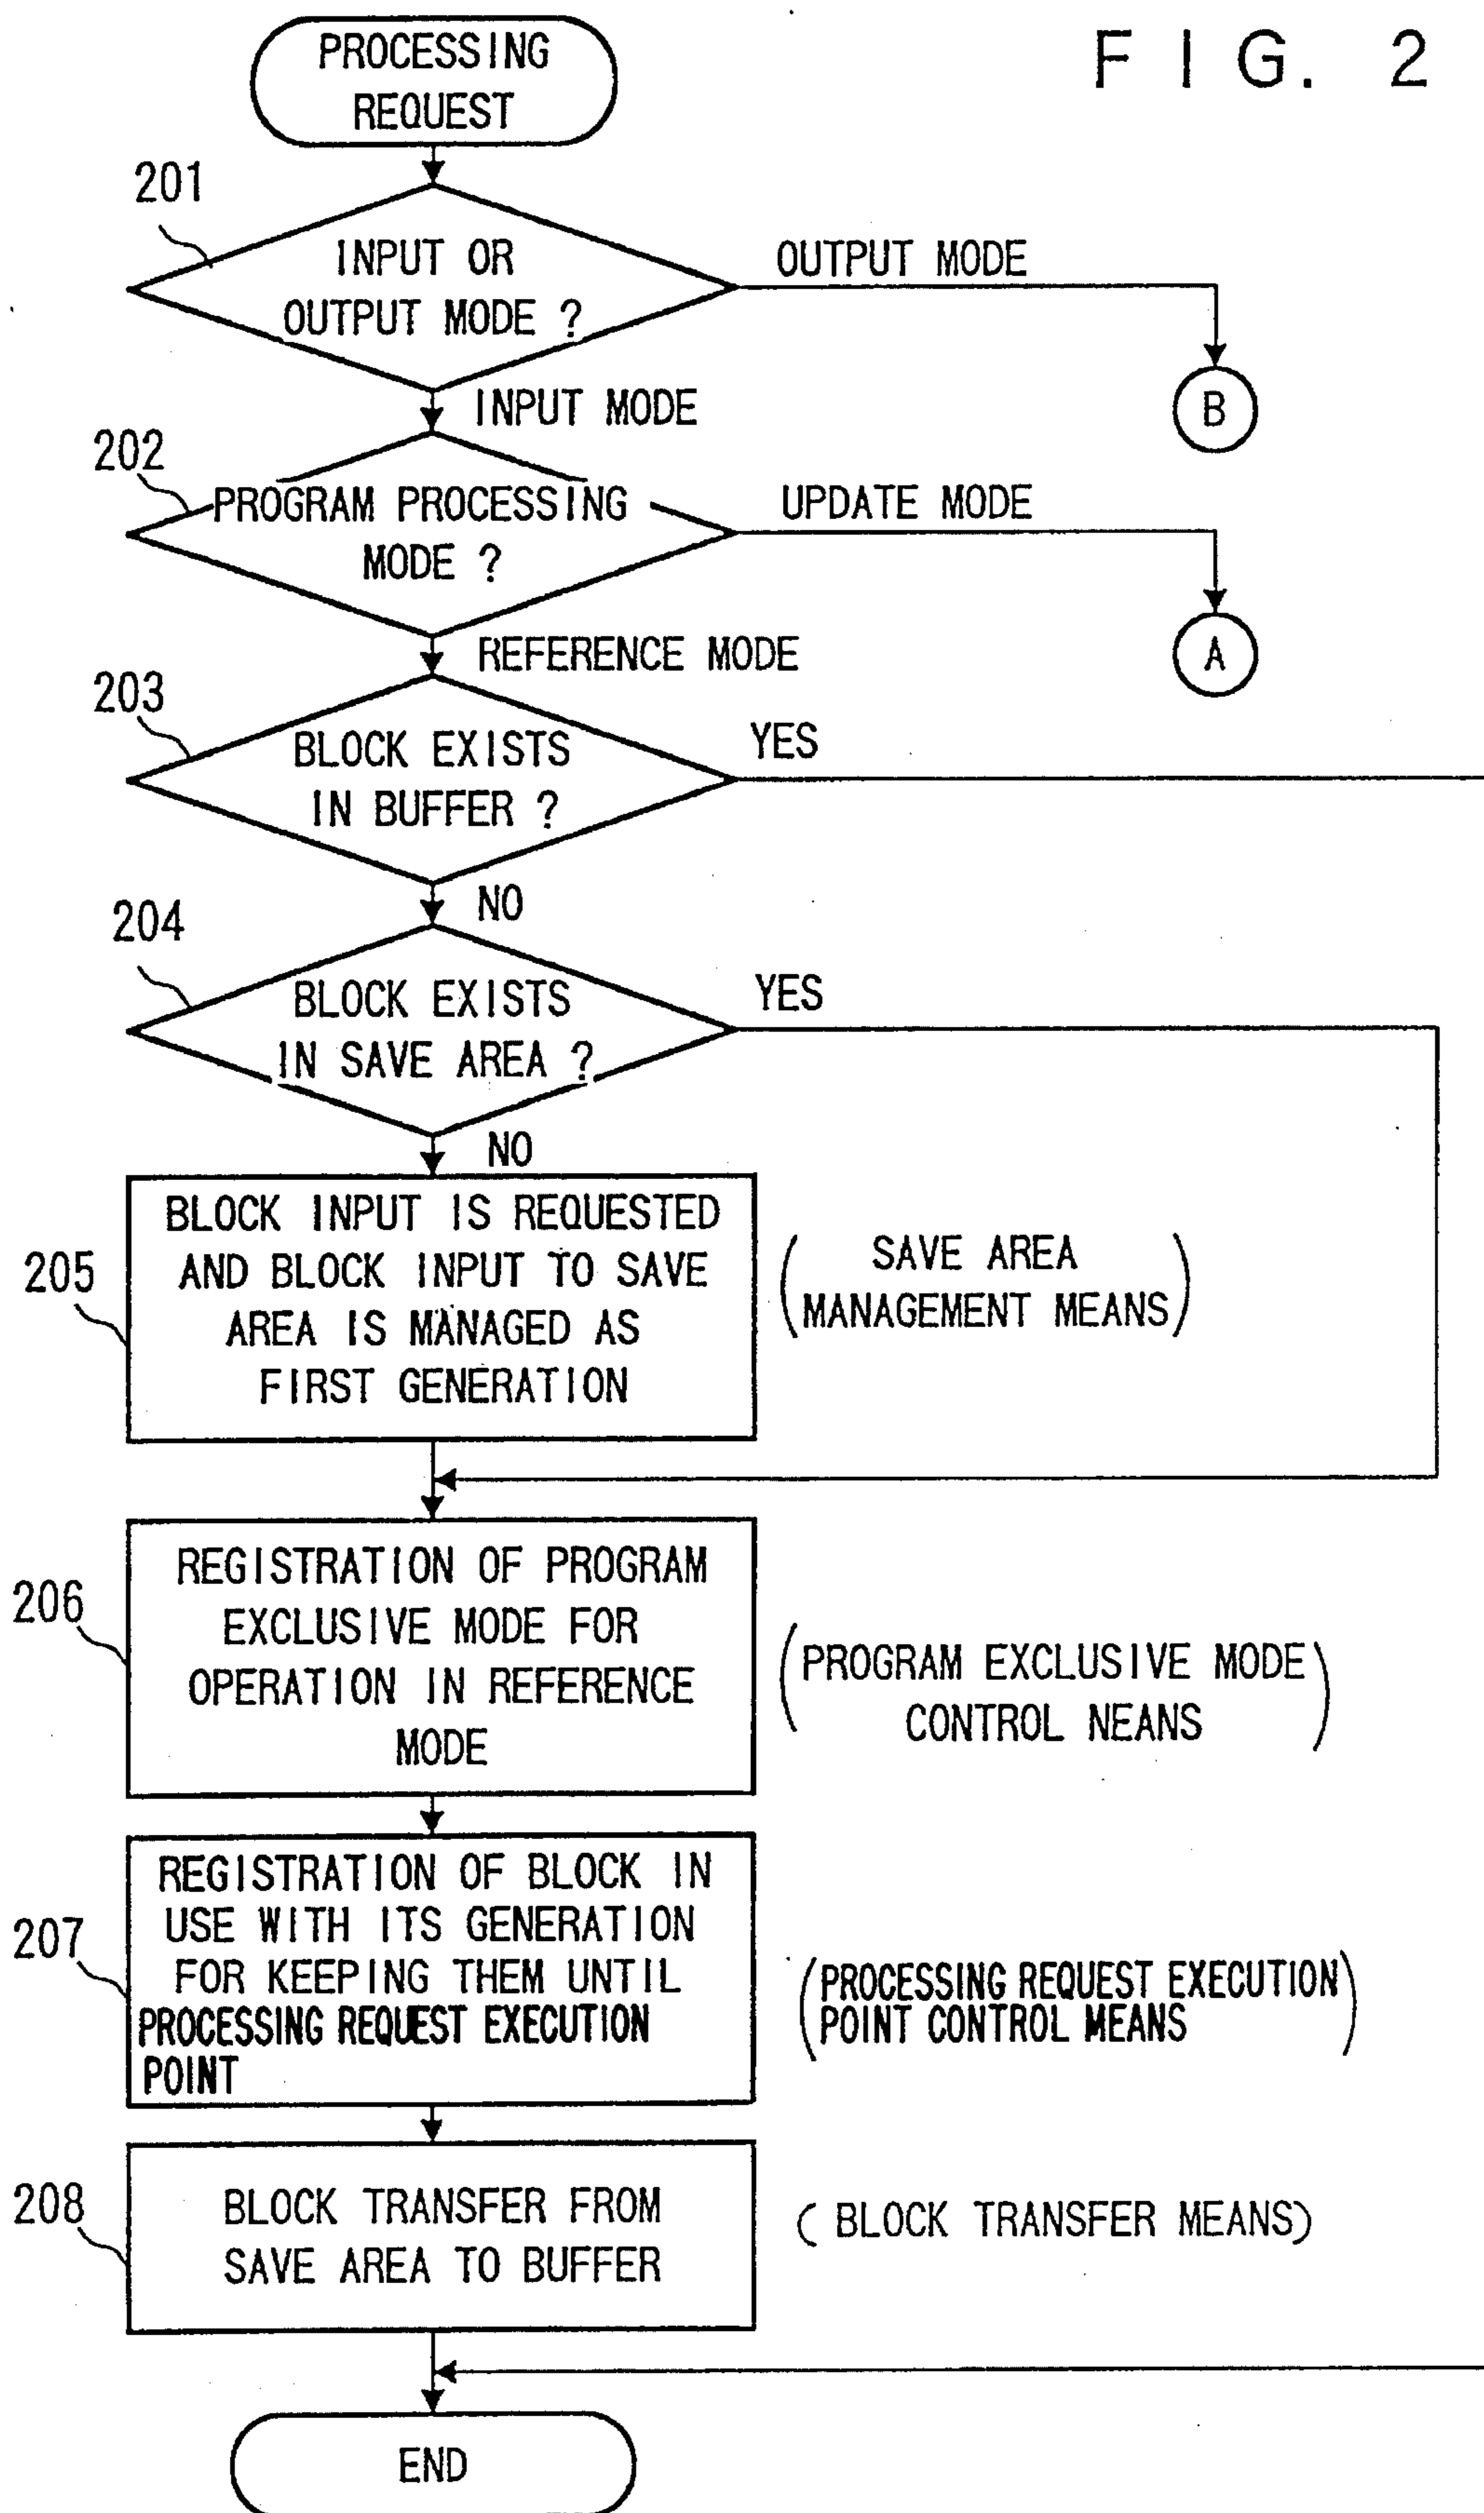 PROCESSING
REQUEST
F I G. 2
201
INPUT OR
OUTPUT MODE ?
OUTPUT MODE
B
INPUT MODE
202
PROGRAM PROCESSING
MODE ?
UPDATE MODE
A
REFERENCE MODE
203
BLOCK EXISTS
IN BUFFER ?
YES
NO
204
BLOCK EXISTS
IN SAVE AREA ?
YES
NO
205
BLOCK INPUT IS REQUESTED
AND BLOCK INPUT TO SAVE
AREA IS MANAGED AS
FIRST GENERATION
( SAVE AREA
MANAGEMENT MEANS )
206
REGISTRATION OF PROGRAM
EXCLUSIVE MODE FOR
OPERATION IN REFERENCE
MODE
( PROGRAM EXCLUSIVE MODE
CONTROL NEANS )
207
REGISTRATION OF BLOCK IN
USE WITH ITS GENERATION
FOR KEEPING THEM UNTIL
PROCESSING REQUEST EXECUTION
POINT
( PROCESSING REQUEST EXECUTION
POINT CONTROL MEANS )
208
BLOCK TRANSFER FROM
SAVE AREA TO BUFFER
( BLOCK TRANSFER MEANS)
END